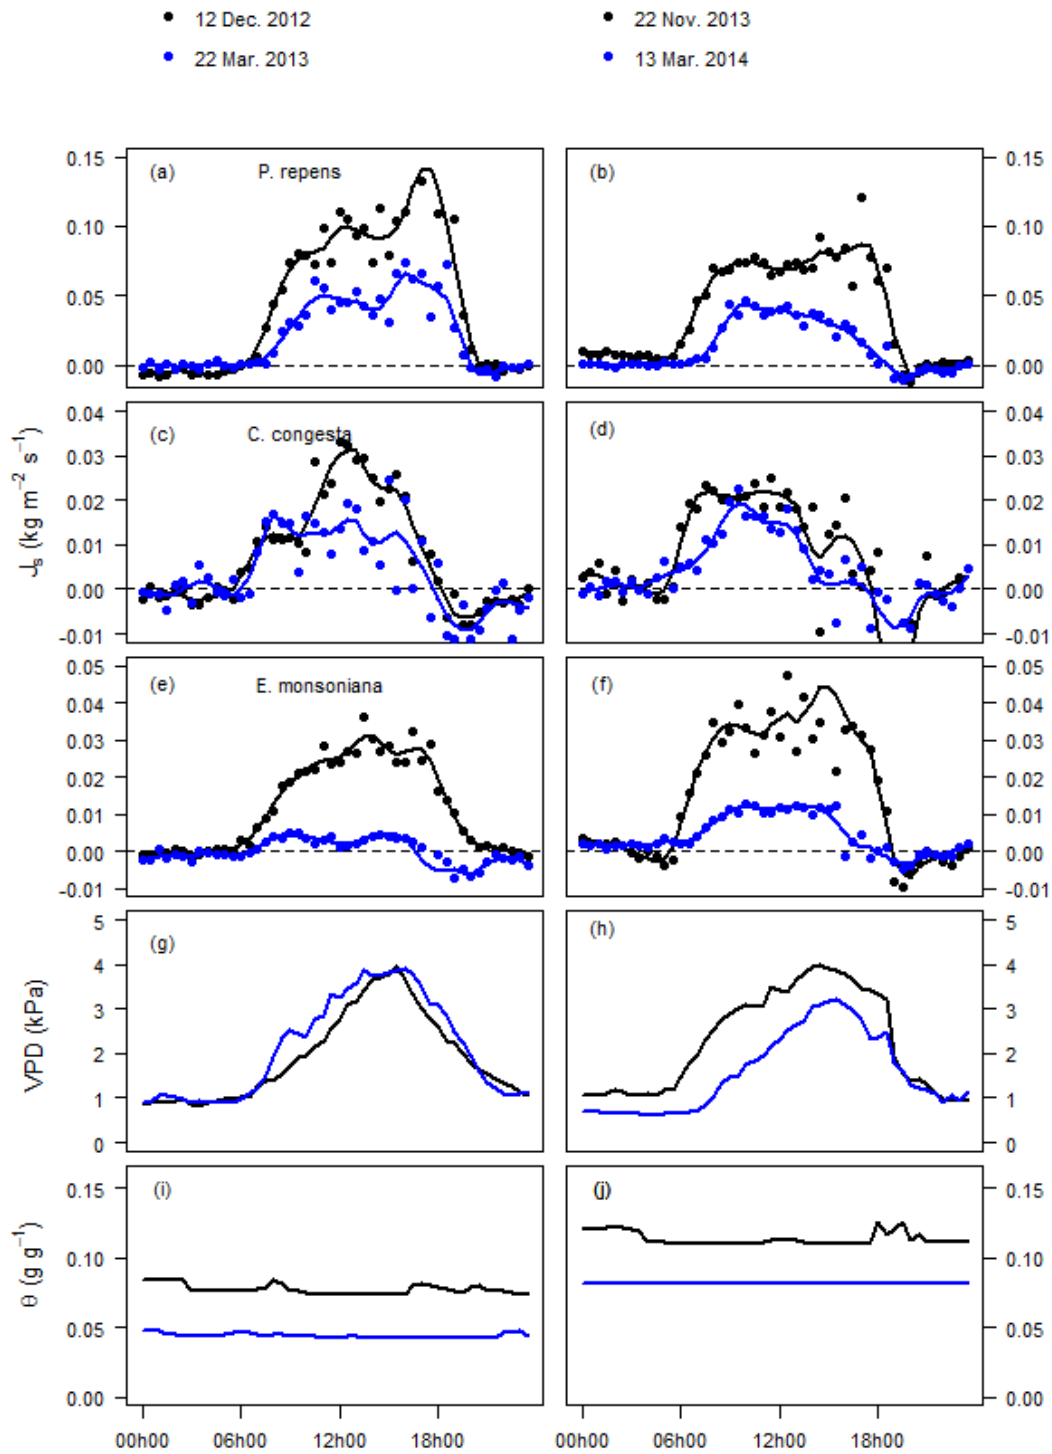 12 Dec. 2012
22 Nov. 2013
22 Mar. 2013
13 Mar. 2014
0.15
(a)
P. repens
(b)
0.15
0.10
0.10
0.05
0.05
0.00
0.00
0.04
(c)
C. congesta
(d)
0.04
0.03
0.03
0.02
0.02
0.01
0.01
0.00
0.00
-0.01
-0.01
Js (kg m−2 s−1)
0.05
(e)
E. monsoniana
(f)
0.05
0.04
0.04
0.03
0.03
0.02
0.02
0.01
0.01
0.00
0.00
-0.01
-0.01
5
(g)
(h)
5
4
4
3
3
2
2
1
1
0
0
VPD (kPa)
0.15
(i)
(j)
0.15
0.10
0.10
0.05
0.05
0.00
0.00
θ (g g−1)
00h00 06h00 12h00 18h00
00h00 06h00 12h00 18h00